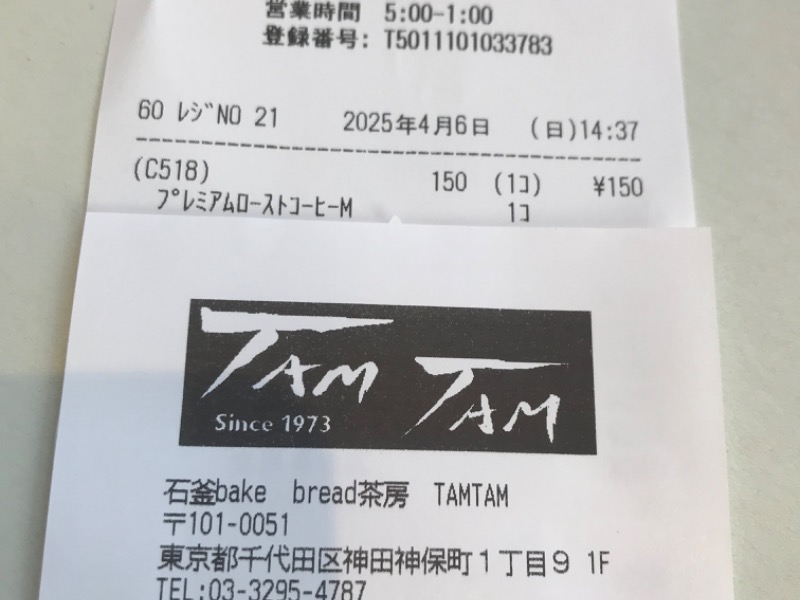 営業時間 5:00-1:00
登録番号: T5011101033783
60 ﾚｼﾞNO 21 2025年4月6日 (日)14:37
(C518) 150 (1ｺ) ¥150
ﾌﾟﾚﾐｱﾑﾛｰｽﾄｺｰﾋｰM 1ｺ
TAM TAM
Since 1973
石釜bake bread茶房 TAMTAM
〒101-0051
東京都千代田区神田神保町1丁目9 1F
TEL:03-3295-4787